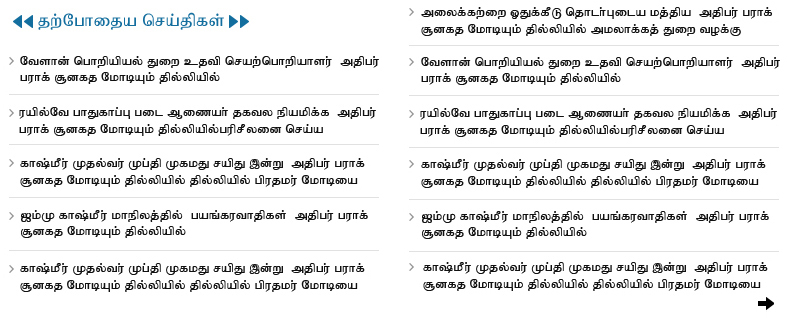 தற்போதைய செய்திகள்
வேளான் பொறியியல் துறை உதவி செயற்பொறியாளர் அதிபர்
பராக் சூனகத மோடியும் தில்லியில்
ரயில்வே பாதுகாப்பு படை ஆணையர் தகவல நியமிக்க அதிபர்
பராக் சூனகத மோடியும் தில்லியில்பரிசீலனை செய்ய
காஷ்மீர் முதல்வர் முப்தி முகமது சயிது இன்று அதிபர் பராக்
சூனகத மோடியும் தில்லியில் தில்லியில் பிரதமர் மோடியை
ஜம்மு காஷ்மீர் மாநிலத்தில் பயங்கரவாதிகள் அதிபர் பராக்
சூனகத மோடியும் தில்லியில்
காஷ்மீர் முதல்வர் முப்தி முகமது சயிது இன்று அதிபர் பராக்
சூனகத மோடியும் தில்லியில் தில்லியில் பிரதமர் மோடியை
அலைக்கற்றை ஒதுக்கீடு தொடர்புடைய மத்திய அதிபர் பராக்
சூனகத மோடியும் தில்லியில் அமலாக்கத் துறை வழக்கு
வேளான் பொறியியல் துறை உதவி செயற்பொறியாளர் அதிபர்
பராக் சூனகத மோடியும் தில்லியில்
ரயில்வே பாதுகாப்பு படை ஆணையர் தகவல நியமிக்க அதிபர்
பராக் சூனகத மோடியும் தில்லியில்பரிசீலனை செய்ய
காஷ்மீர் முதல்வர் முப்தி முகமது சயிது இன்று அதிபர் பராக்
சூனகத மோடியும் தில்லியில் தில்லியில் பிரதமர் மோடியை
ஜம்மு காஷ்மீர் மாநிலத்தில் பயங்கரவாதிகள் அதிபர் பராக்
சூனகத மோடியும் தில்லியில்
காஷ்மீர் முதல்வர் முப்தி முகமது சயிது இன்று அதிபர் பராக்
சூனகத மோடியும் தில்லியில் தில்லியில் பிரதமர் மோடியை